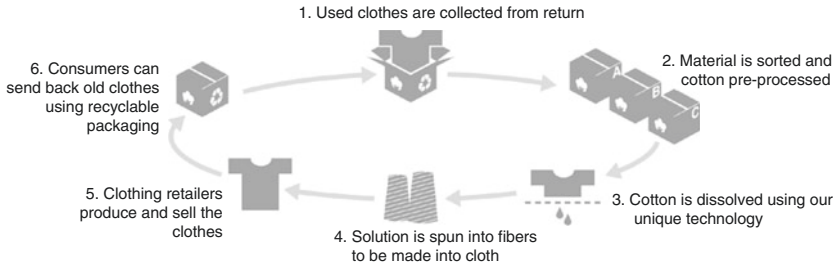 1. Used clothes are collected from return
2. Material is sorted and
cotton pre-processed
A
B
C
3. Cotton is dissolved using our
unique technology
4. Solution is spun into fibers
to be made into cloth
5. Clothing retailers
produce and sell the
clothes
6. Consumers can
send back old clothes
using recyclable
packaging